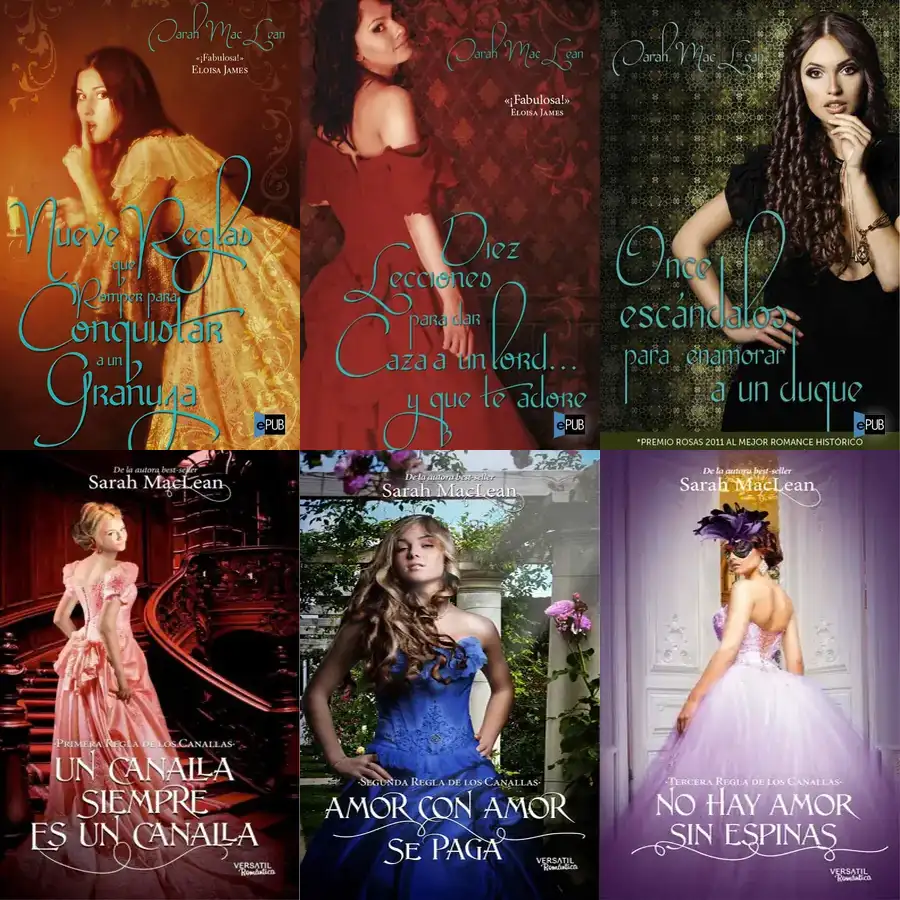 Sarah MacLean
«¡Fabulosa!»
ELOISA JAMES
Nueve Reglas
que
Romper para
Conquistar
a un
Granuja
ePUB
Sarah MacLean
«¡Fabulosa!»
ELOISA JAMES
Diez
Lecciones
para dar
Caza a un lord...
y que te adore
ePUB
Sarah MacLean
Once
escándalos
para enamorar
a un duque
ePUB
*PREMIO ROSAS 2011 AL MEJOR ROMANCE HISTÓRICO
De la autora best-seller
Sarah MacLean
·PRIMERA REGLA DE LOS CANALLAS·
UN CANALLA
SIEMPRE
ES UN CANALLA
VERSATIL
Romántica
De la autora best-seller
Sarah MacLean
·SEGUNDA REGLA DE LOS CANALLAS·
AMOR CON AMOR
SE PAGA
VERSATIL
Romántica
De la autora best-seller
Sarah MacLean
·TERCERA REGLA DE LOS CANALLAS·
NO HAY AMOR
SIN ESPINAS
VERSATIL
Romántica